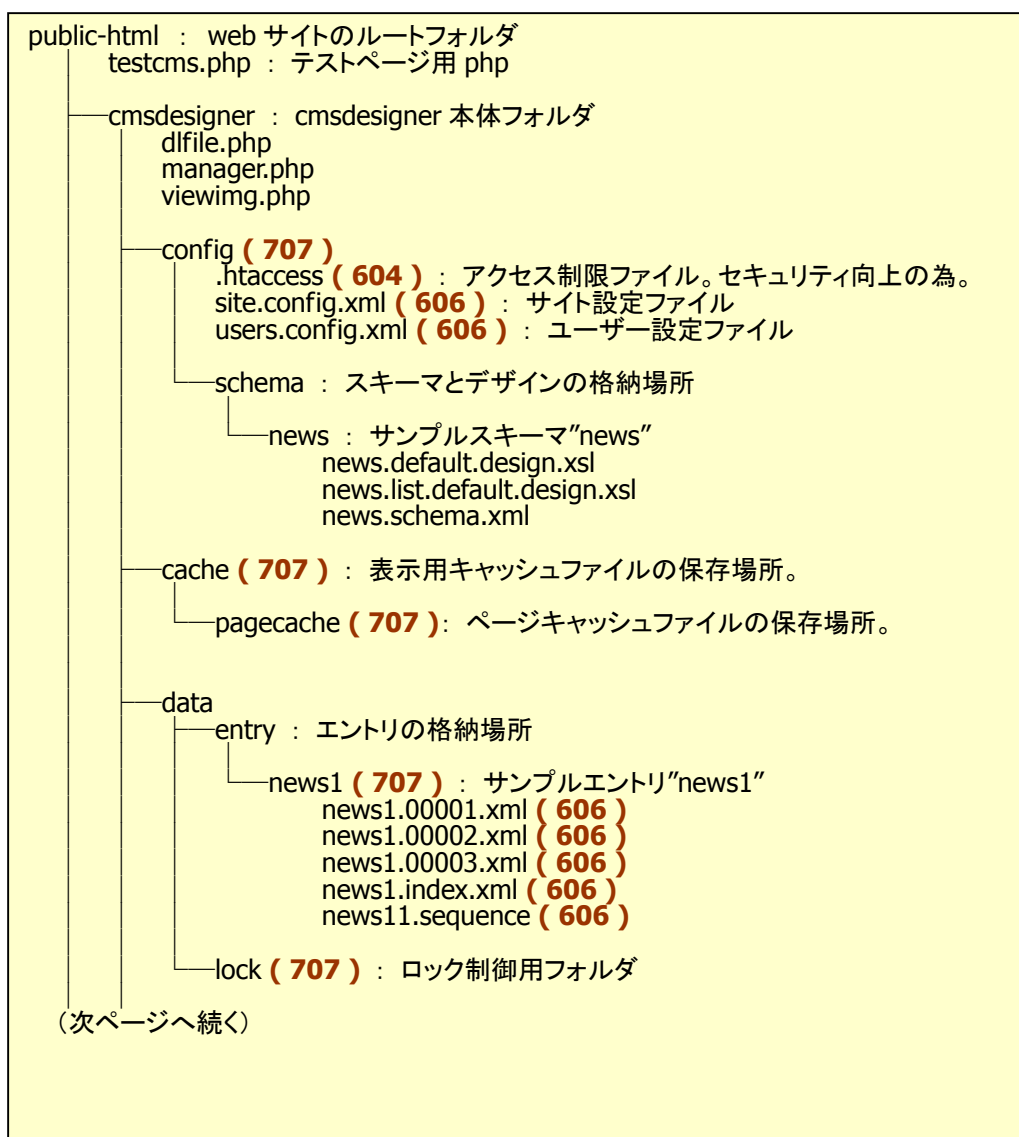 public-html : web サイトのルートフォルダ
testcms.php : テストページ用 php
cmsdesigner : cmsdesigner 本体フォルダ
dlfile.php
manager.php
viewimg.php
config ( 707 )
.htaccess ( 604 ) : アクセス制限ファイル。セキュリティ向上の為。
site.config.xml ( 606 ) : サイト設定ファイル
users.config.xml ( 606 ) : ユーザー設定ファイル
schema : スキーマとデザインの格納場所
news : サンプルスキーマ”news”
news.default.design.xsl
news.list.default.design.xsl
news.schema.xml
cache ( 707 ) : 表示用キャッシュファイルの保存場所。
pagecache ( 707 ) : ページキャッシュファイルの保存場所。
data
entry : エントリの格納場所
news1 ( 707 ) : サンプルエントリ”news1”
news1.00001.xml ( 606 )
news1.00002.xml ( 606 )
news1.00003.xml ( 606 )
news1.index.xml ( 606 )
news11.sequence ( 606 )
lock ( 707 ) : ロック制御用フォルダ
（次ページへ続く）